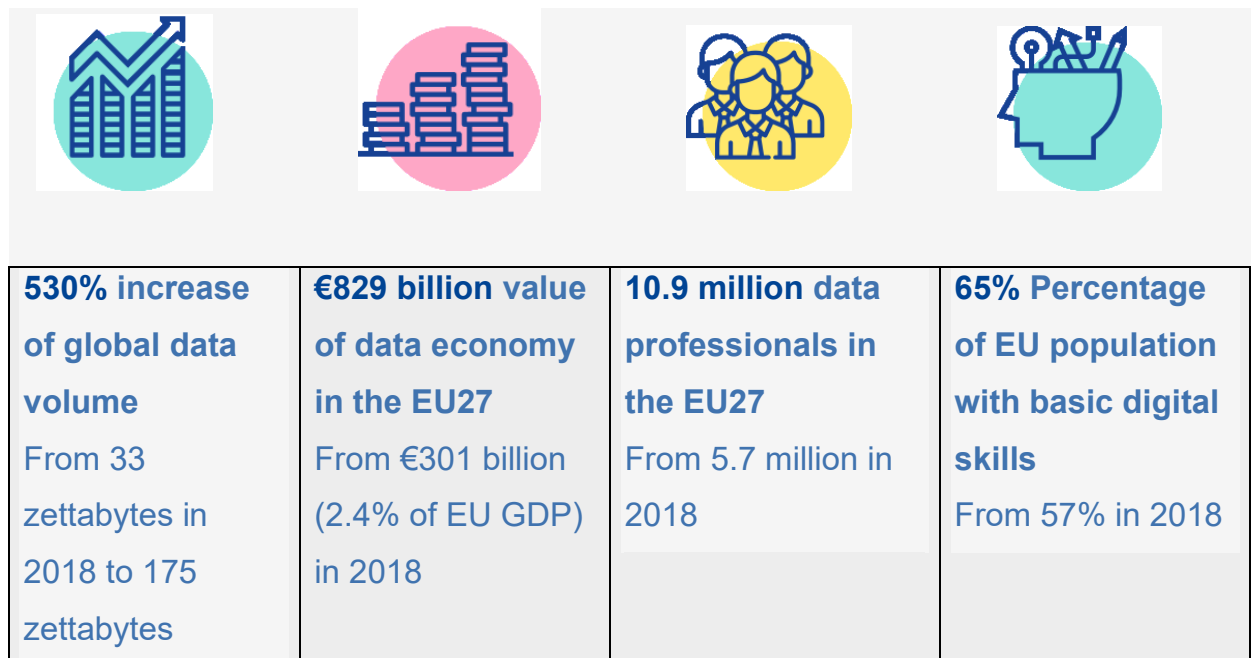 530% increase
of global data
volume
From 33
zettabytes in
2018 to 175
zettabytes
€829 billion value
of data economy
in the EU27
From €301 billion
(2.4% of EU GDP)
in 2018
10.9 million data
professionals in
the EU27
From 5.7 million in
2018
65% Percentage
of EU population
with basic digital
skills
From 57% in 2018